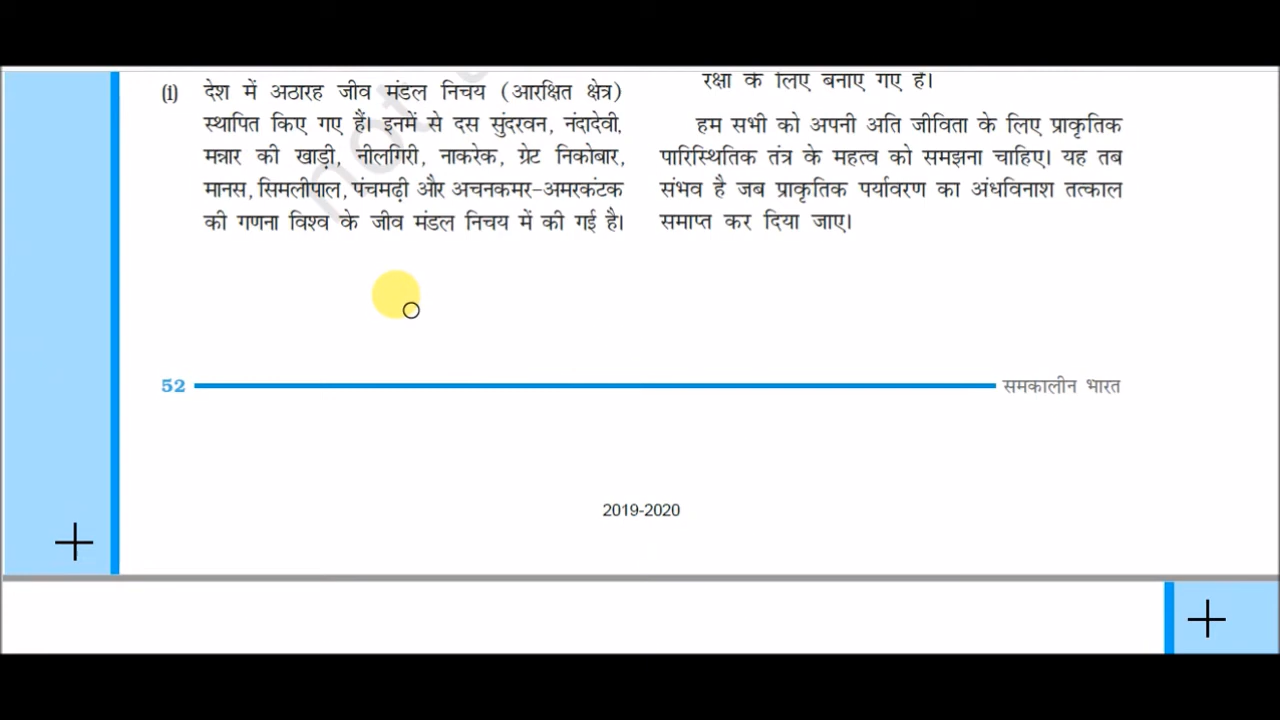 (i) देश में अठारह जीव मंडल निचय (आरक्षित क्षेत्र)
स्थापित किए गए हैं। इनमें से दस सुंदरवन, नंदादेवी,
मन्नार की खाड़ी, नीलगिरी, नाकरेक, ग्रेट निकोबार,
मानस, सिमलीपाल, पंचमढ़ी और अचनकमर-अमरकंटक
की गणना विश्व के जीव मंडल निचय में की गई है।
रक्षा के लिए बनाए गए हैं।
हम सभी को अपनी अति जीविता के लिए प्राकृतिक
पारिस्थितिक तंत्र के महत्व को समझना चाहिए। यह तब
संभव है जब प्राकृतिक पर्यावरण का अंधविनाश तत्काल
समाप्त कर दिया जाए।
52 समकालीन भारत
2019-2020
not